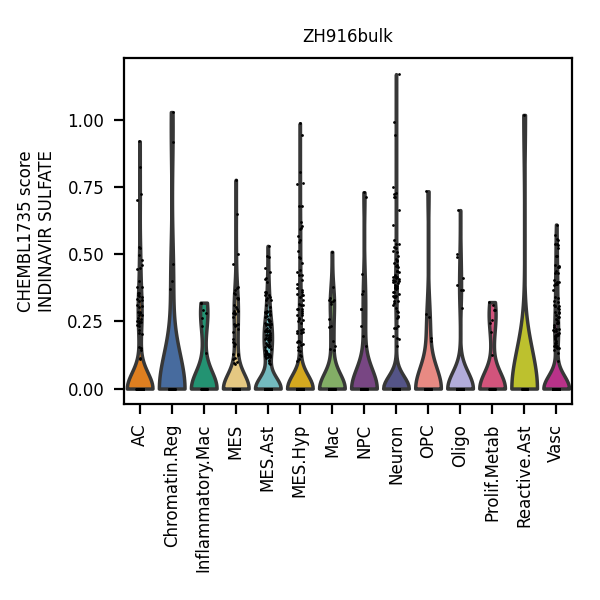 ZH916bulk
CHEMBL1735 score
INDINAVIR SULFATE
1.00
0.75
0.50
0.25
0.00
AC
Chromatin.Reg
Inflammatory.Mac
MES
MES.Ast
MES.Hyp
Mac
NPC
Neuron
OPC
Oligo
Prolif.Metab
Reactive.Ast
Vasc